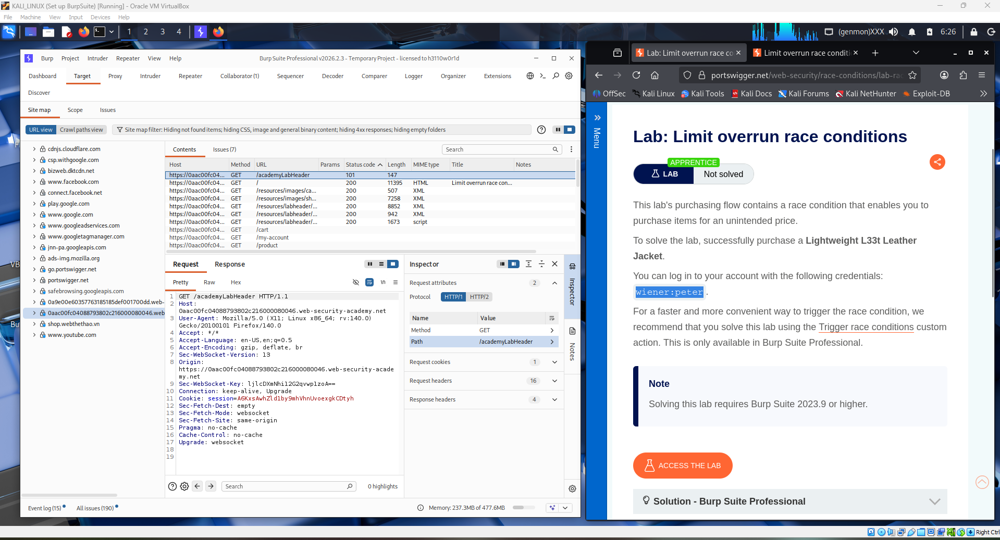 KALI_LINUX (Set up BurpSuite) [Running] - Oracle VM VirtualBox
File Machine View Input Devices Help
1 2 3 4
(genmon)XXX 6:26
Burp Project Intruder Repeater View Help
Burp Suite Professional v2026.2.3 - Temporary Project - licensed to h3110w0r1d
Dashboard Target Proxy Intruder Repeater Collaborator (1) Sequencer Decoder Comparer Logger Organizer Extensions
Discover
Site map Scope Issues
URL view Crawl paths view
Site map filter: Hiding not found items; hiding CSS, image and general binary content; hiding 4xx responses; hiding empty folders
cdnjs.cloudflare.com
csp.withgoogle.com
bizweb.dktcdn.net
www.facebook.com
connect.facebook.net
play.google.com
www.google.com
www.googleadservices.com
www.googletagmanager.com
jnn-pa.googleapis.com
ads-img.mozilla.org
go.portswigger.net
portswigger.net
safebrowsing.googleapis.com
0a9e00e60357763185185def001700dd.web-
0aac00fc04088793802c216000080046.web
shop.webthethao.vn
www.youtube.com
Contents Issues (7)
Search
Host Method URL Params Status code Length MIME type Title Notes
https://0aac00fc04... GET /academyLabHeader 101 147
https://0aac00fc04... GET / 200 11395 HTML Limit overrun race con...
https://0aac00fc04... GET /resources/images/ca... 200 507 XML
https://0aac00fc04... GET /resources/images/sh... 200 7258 XML
https://0aac00fc04... GET /resources/labheader/... 200 8852 XML
https://0aac00fc04... GET /resources/labheader/... 200 942 XML
https://0aac00fc04... GET /resources/labheader/... 200 1673 script
https://0aac00fc04... GET /cart
https://0aac00fc04... GET /my-account
https://0aac00fc04... GET /product
Request Response
Pretty Raw Hex
\n
1 GET /academyLabHeader HTTP/1.1
2 Host:
0aac00fc04088793802c216000080046.web-security-academy.net
3 User-Agent: Mozilla/5.0 (X11; Linux x86_64; rv:140.0)
Gecko/20100101 Firefox/140.0
4 Accept: */*
5 Accept-Language: en-US,en;q=0.5
6 Accept-Encoding: gzip, deflate, br
7 Sec-WebSocket-Version: 13
8 Origin:
https://0aac00fc04088793802c216000080046.web-security-acade
my.net
9 Sec-WebSocket-Key: ljlcDXmNhi12G2qvwp1zoA==
10 Connection: keep-alive, Upgrade
11 Cookie: session=A6KxsAwhZld1by9mhVhnUvoexgkCDtyh
12 Sec-Fetch-Dest: empty
13 Sec-Fetch-Mode: websocket
14 Sec-Fetch-Site: same-origin
15 Pragma: no-cache
16 Cache-Control: no-cache
17 Upgrade: websocket
18
19
Search
0 highlights
Inspector
Request attributes 2
Protocol HTTP/1 HTTP/2
Name Value
Method GET
Path /academyLabHeader
Request cookies 1
Request headers 16
Response headers 4
Inspector
Notes
Event log (15) All issues (190)
Memory: 237.3MB of 477.6MB
Lab: Limit overrun race co
Limit overrun race conditi
portswigger.net/web-security/race-conditions/lab-rac
OffSec Kali Linux Kali Tools Kali Docs Kali Forums Kali NetHunter Exploit-DB
Menu
Lab: Limit overrun race conditions
APPRENTICE
LAB Not solved
This lab's purchasing flow contains a race condition that enables you to
purchase items for an unintended price.
To solve the lab, successfully purchase a Lightweight L33t Leather
Jacket.
You can log in to your account with the following credentials:
wiener:peter .
For a faster and more convenient way to trigger the race condition, we
recommend that you solve this lab using the Trigger race conditions custom
action. This is only available in Burp Suite Professional.
Note
Solving this lab requires Burp Suite 2023.9 or higher.
ACCESS THE LAB
Solution - Burp Suite Professional
Right Ctrl